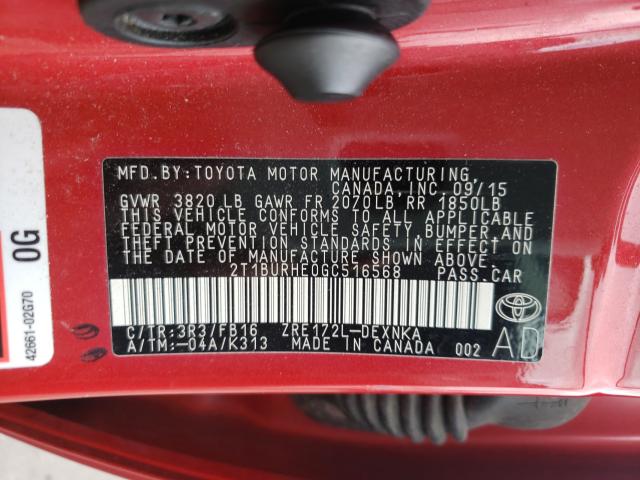 MFD.BY:TOYOTA MOTOR MANUFACTURING,
CANADA, INC. 09/15
GVWR 3820 LB GAWR FR 2070LB RR 1850LB
THIS VEHICLE CONFORMS TO ALL APPLICABLE
FEDERAL MOTOR VEHICLE SAFETY,BUMPER,AND
THEFT PREVENTION STANDARDS IN EFFECT ON
THE DATE OF MANUFACTURE SHOWN ABOVE.
2T1BURHE0GC516568 PASS.CAR
C/TR:3R3/FB16 ZRE172L-DEXNKA
A/TM:-04A/K313 MADE IN CANADA 002 AD
0G
42661-02G70